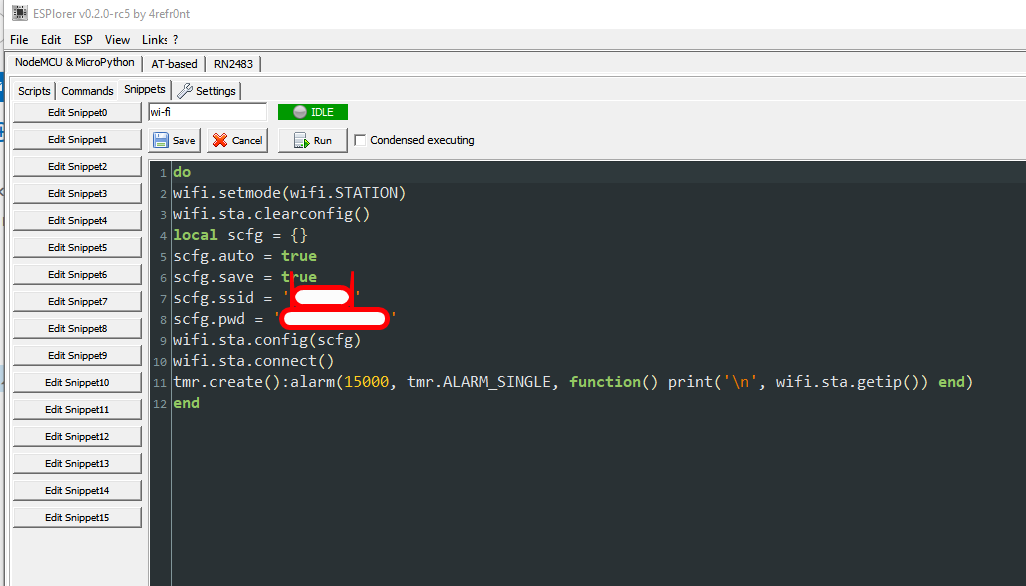 ESPlorer v0.2.0-rc5 by 4refr0nt
File Edit ESP View Links ?
NodeMCU & MicroPython AT-based RN2483
Scripts Commands Snippets Settings
Edit Snippet0 wi-fi IDLE
Edit Snippet1 Save Cancel Run Condensed executing
Edit Snippet2
Edit Snippet3
Edit Snippet4
Edit Snippet5
Edit Snippet6
Edit Snippet7
Edit Snippet8
Edit Snippet9
Edit Snippet10
Edit Snippet11
Edit Snippet12
Edit Snippet13
Edit Snippet14
Edit Snippet15
1 do
2 wifi.setmode(wifi.STATION)
3 wifi.sta.clearconfig()
4 local scfg = {}
5 scfg.auto = true
6 scfg.save = true
7 scfg.ssid = ' '
8 scfg.pwd = ' '
9 wifi.sta.config(scfg)
10 wifi.sta.connect()
11 tmr.create():alarm(15000, tmr.ALARM_SINGLE, function() print('\n', wifi.sta.getip()) end)
12 end